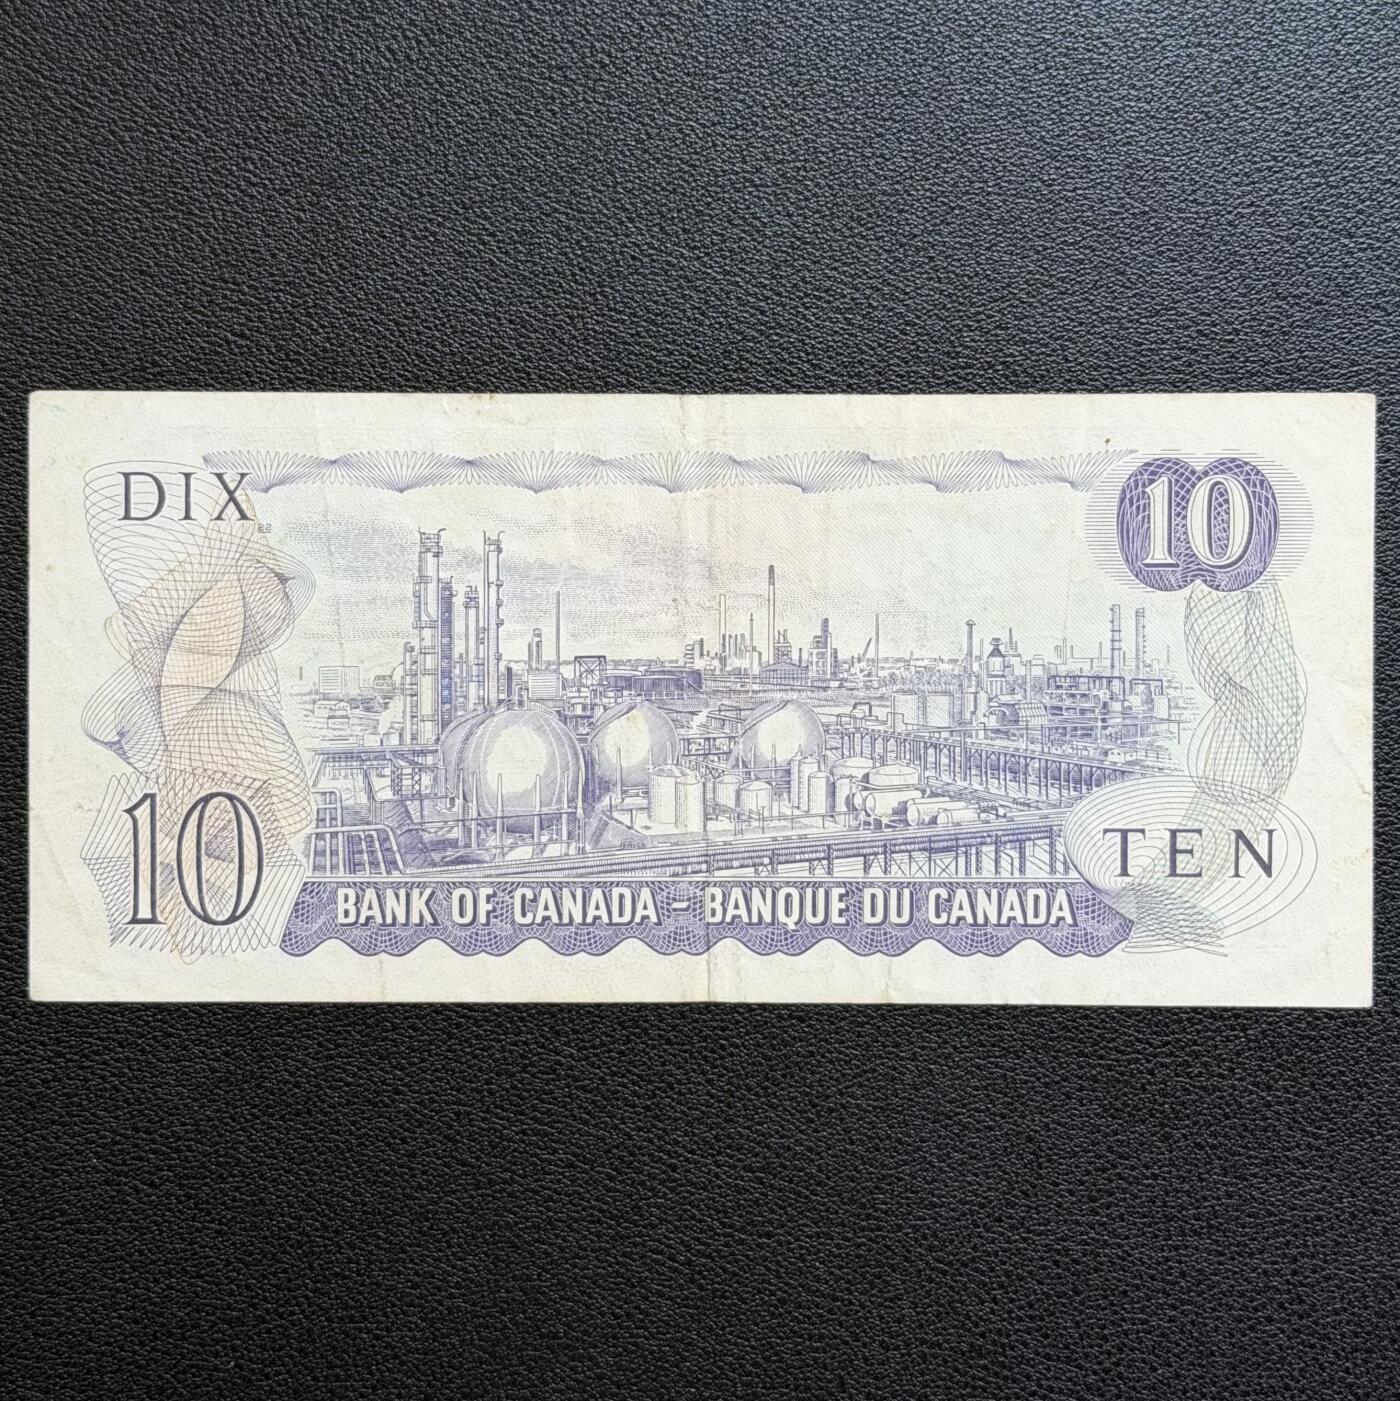 DIX
10
10
TEN
BANK OF CANADA - BANQUE DU CANADA